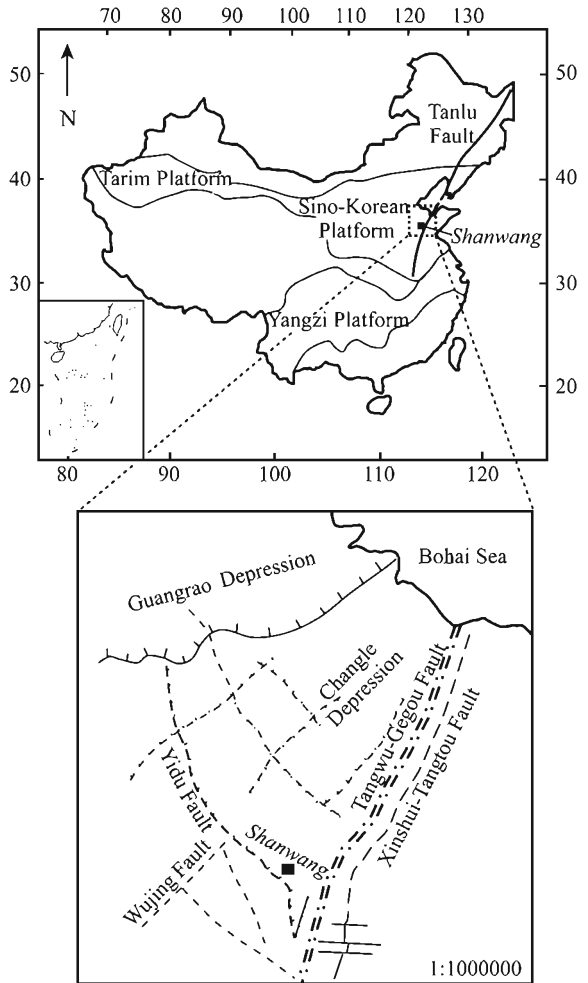 70 80 90 100 110 120 130
50 50
N
Tanlu
Fault
40 40
Tarim Platform
Sino-Korean
Platform
Shanwang
30 30
Yangzi Platform
20 20
80 90 100 110 120
Bohai Sea
Guangrao Depression
Changle
Depression
Tangwu-Gegou Fault
Xinshui-Tangtou Fault
Yidu Fault
Shanwang
Wujing Fault
1:1000000